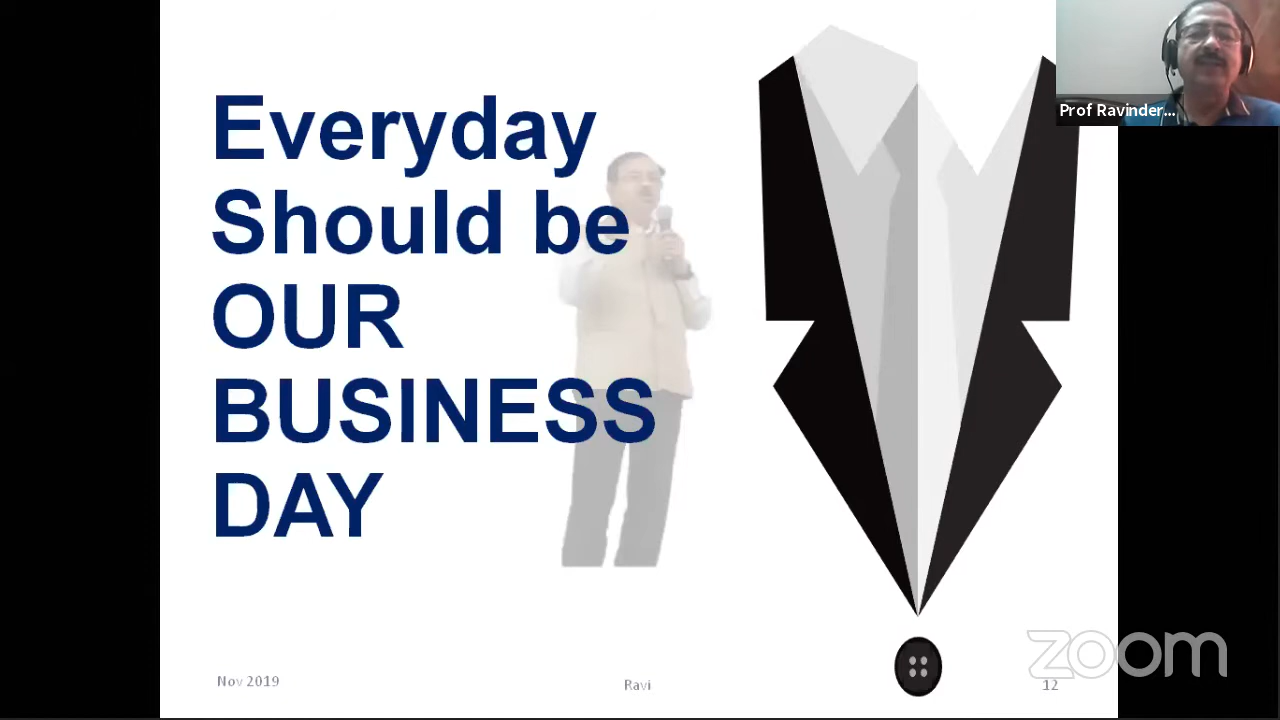 Everyday
Should be
OUR
BUSINESS
DAY
Prof Ravinder...
Nov 2019
Ravi
12
zoom